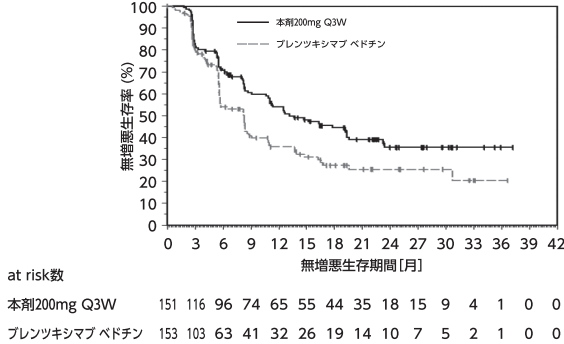 100
90
80
70
60
50
40
30
20
10
0
無増悪生存率 (%)
本剤200mg Q3W
ブレンツキシマブ ベドチン
0 3 6 9 12 15 18 21 24 27 30 33 36 39 42
無増悪生存期間[月]
at risk数
本剤200mg Q3W 151 116 96 74 65 55 44 35 18 15 9 4 1 0 0
ブレンツキシマブ ベドチン 153 103 63 41 32 26 19 14 10 7 5 2 1 0 0